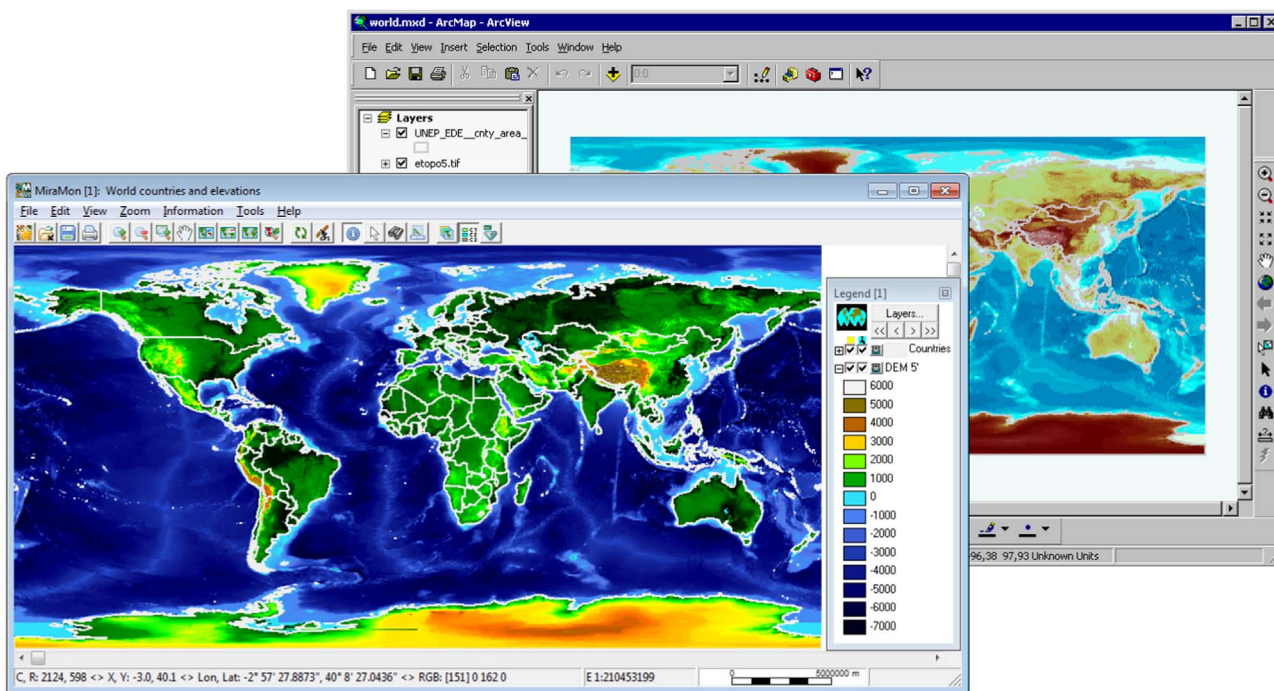 world.mxd - ArcMap - ArcView
File Edit View Insert Selection Tools Window Help
0:0
Layers
UNEP_EDE__cnty_area_
etopo5.tif
MiraMon [1]: World countries and elevations
File Edit View Zoom Information Tools Help
Legend [1]
Layers...
<< < > >>
Countries
DEM 5'
6000
5000
4000
3000
2000
1000
0
-1000
-2000
-3000
-4000
-5000
-6000
-7000
96,38 97,93 Unknown Units
C, R: 2124, 598 <> X, Y: -3.0, 40.1 <> Lon, Lat: -2° 57' 27.8873", 40° 8' 27.0436" <> RGB: [151] 0 162 0
E 1:210453199
0 5000000 m